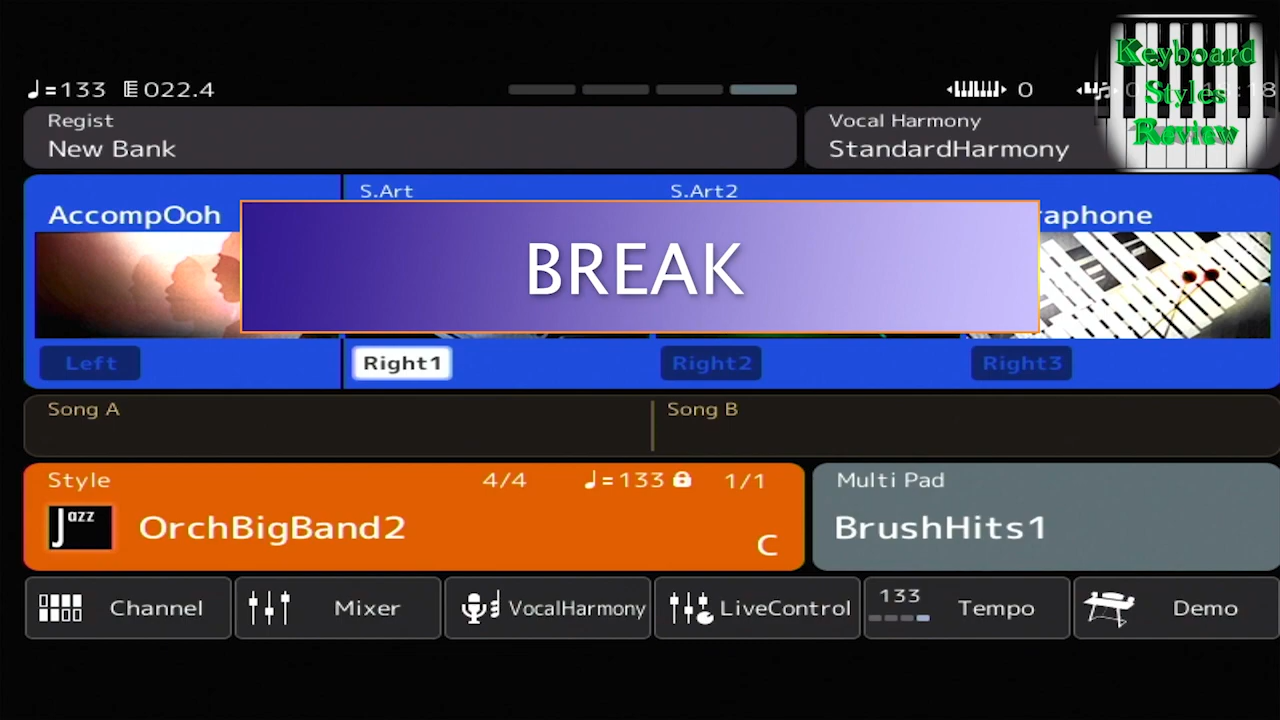 ♩=133 022.4
0
Keyboard
Styles
Review
Regist
New Bank
Vocal Harmony
StandardHarmony
AccompOoh
S.Art
S.Art2
raphone
BREAK
Left
Right1
Right2
Right3
Song A
Song B
Style 4/4 ♩=133 1/1
Jazz
OrchBigBand2
C
Multi Pad
BrushHits1
Channel
Mixer
VocalHarmony
LiveControl
133
Tempo
Demo